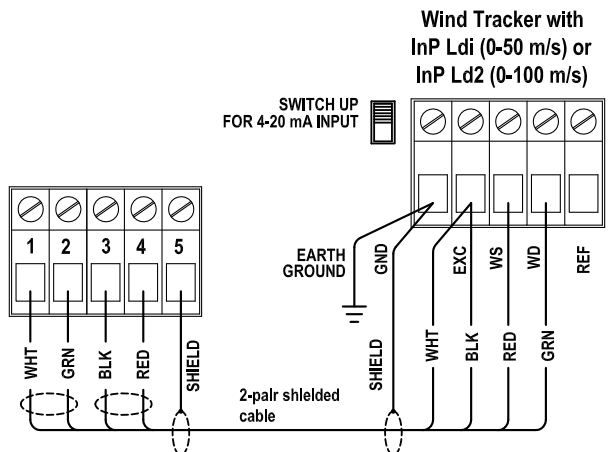 Wind Tracker with
InP Ldi (0-50 m/s) or
InP Ld2 (0-100 m/s)
SWITCH UP
FOR 4-20 mA INPUT
1 2 3 4 5
EARTH
GROUND
GND
EXC
WS
WD
REF
WHT
GRN
BLK
RED
SHIELD
SHIELD
WHT
BLK
RED
GRN
2-pair shlelded
cable